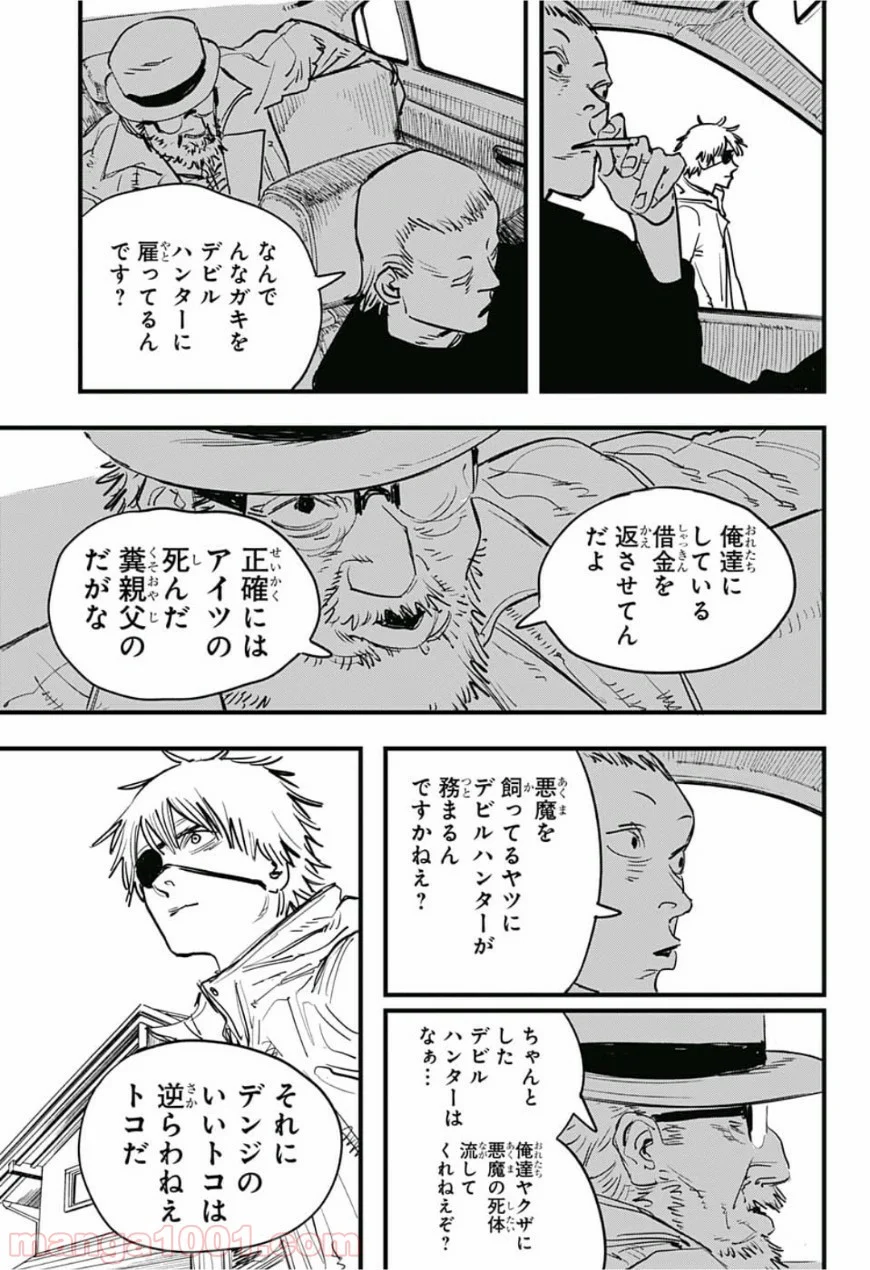 なんで
んなガキを
デビル
ハンターに
雇ってるん
です？
俺達に
している
借金を
返させてん
だよ
正確には
アイツの
死んだ
糞親父の
だがな
悪魔を
飼ってるヤツに
デビルハンターが
務まるん
ですかねえ？
ちゃんと
した
デビル
ハンターは
なぁ…
俺達ヤクザに
悪魔の死体
流して
くれねえぞ？
それに
デンジの
いいトコは
逆らわねえ
トコだ
manga1001.com